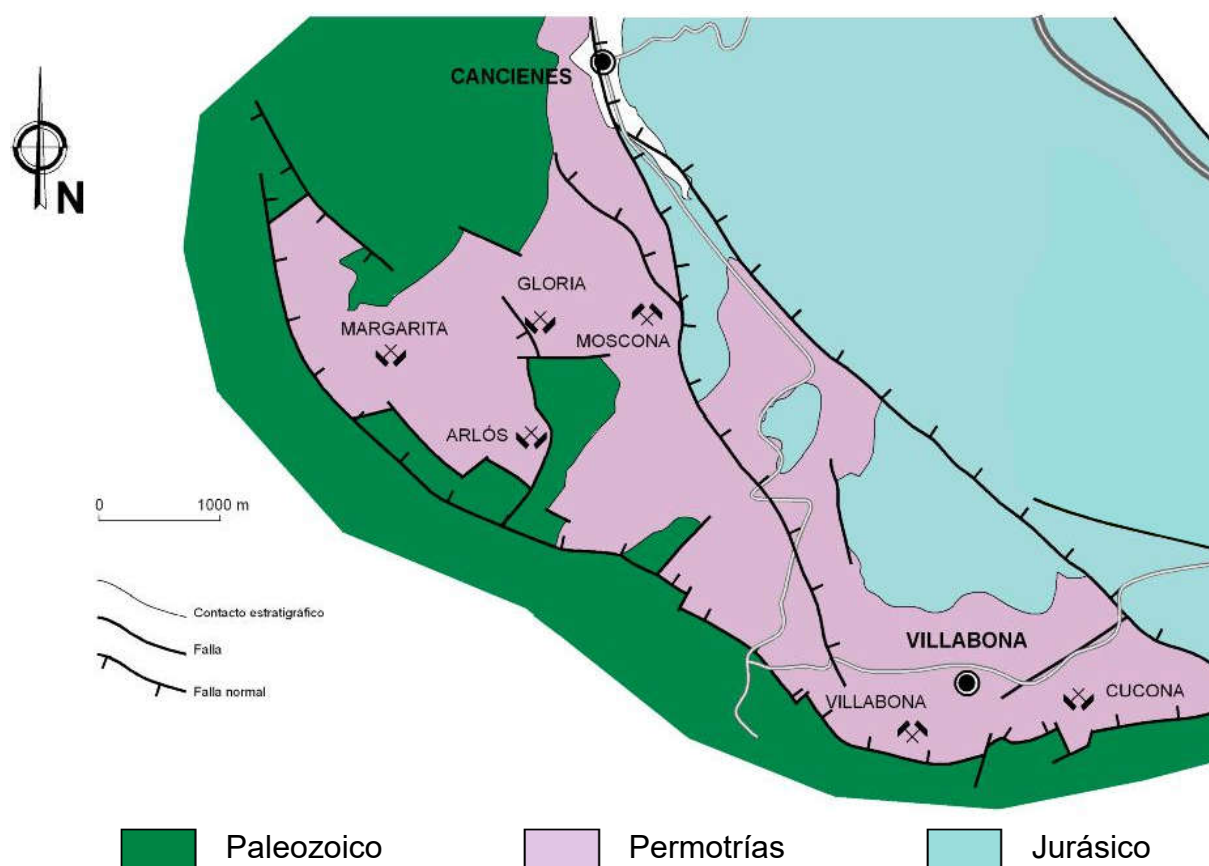 CANCIENES
N
GLORIA
MARGARITA
MOSCONA
ARLÓS
0 1000 m
Contacto estratigráfico
Falla
Falla normal
VILLABONA
VILLABONA
CUCONA
Paleozoico Permotrías Jurásico